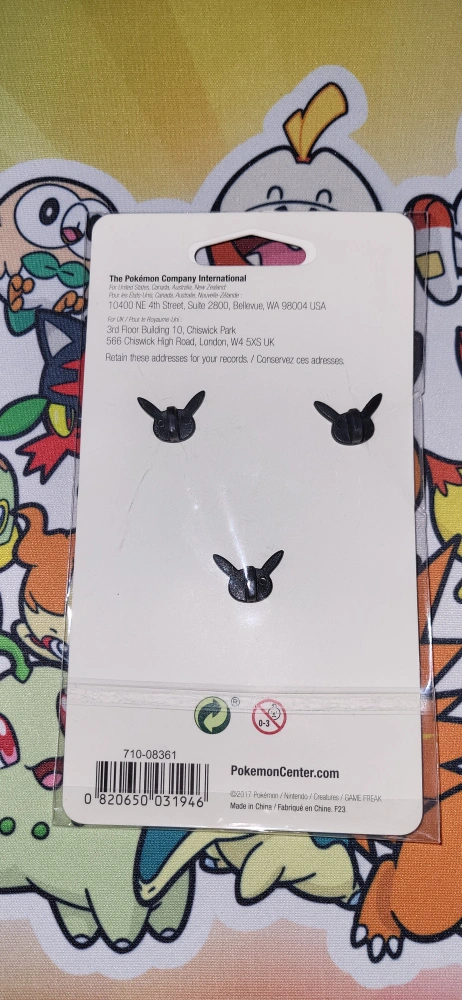 The Pokémon Company International
For United States, Canada, Australia, New Zealand:
Pour les États-Unis, Canada, Australie, Nouvelle-Zélande :
10400 NE 4th Street, Suite 2800, Bellevue, WA 98004 USA
For UK / Pour le Royaume-Uni :
3rd Floor Building 10, Chiswick Park
566 Chiswick High Road, London, W4 5XS UK
Retain these addresses for your records. / Conservez ces adresses.
®
0-3
710-08361
0 820650 031946
PokemonCenter.com
©2017 Pokémon / Nintendo / Creatures / GAME FREAK
Made in China / Fabriqué en Chine. F23